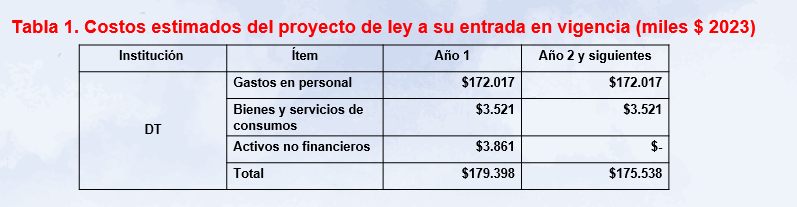 Tabla 1. Costos estimados del proyecto de ley a su entrada en vigencia (miles $ 2023)
Institución Ítem Año 1 Año 2 y siguientes
DT
Gastos en personal $172.017 $172.017
Bienes y servicios de $3.521 $3.521
consumos
Activos no financieros $3.861 $-
Total $179.398 $175.538